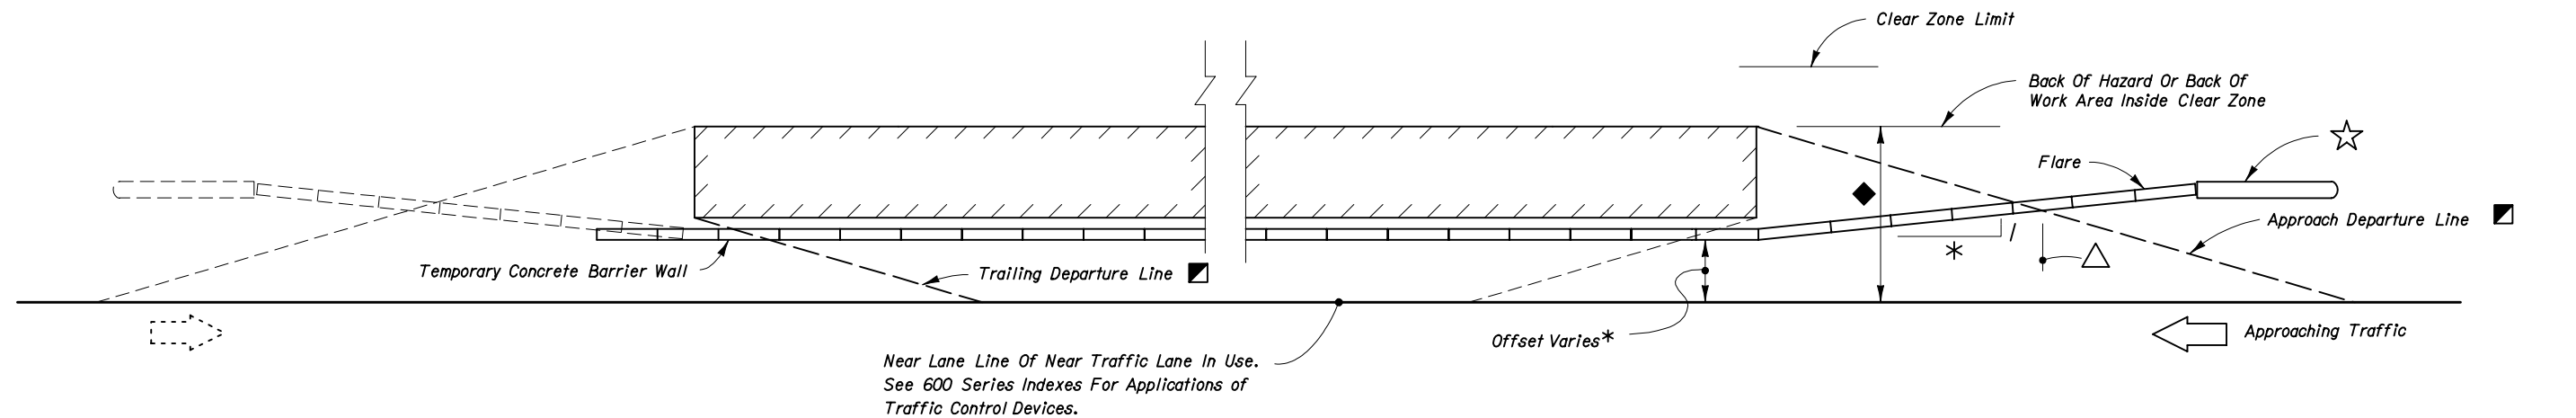 Clear Zone Limit
Back Of Hazard Or Back Of
Work Area Inside Clear Zone
Flare
Approach Departure Line
*
1
Temporary Concrete Barrier Wall
Trailing Departure Line
Offset Varies*
Approaching Traffic
Near Lane Line Of Near Traffic Lane In Use.
See 600 Series Indexes For Applications of
Traffic Control Devices.